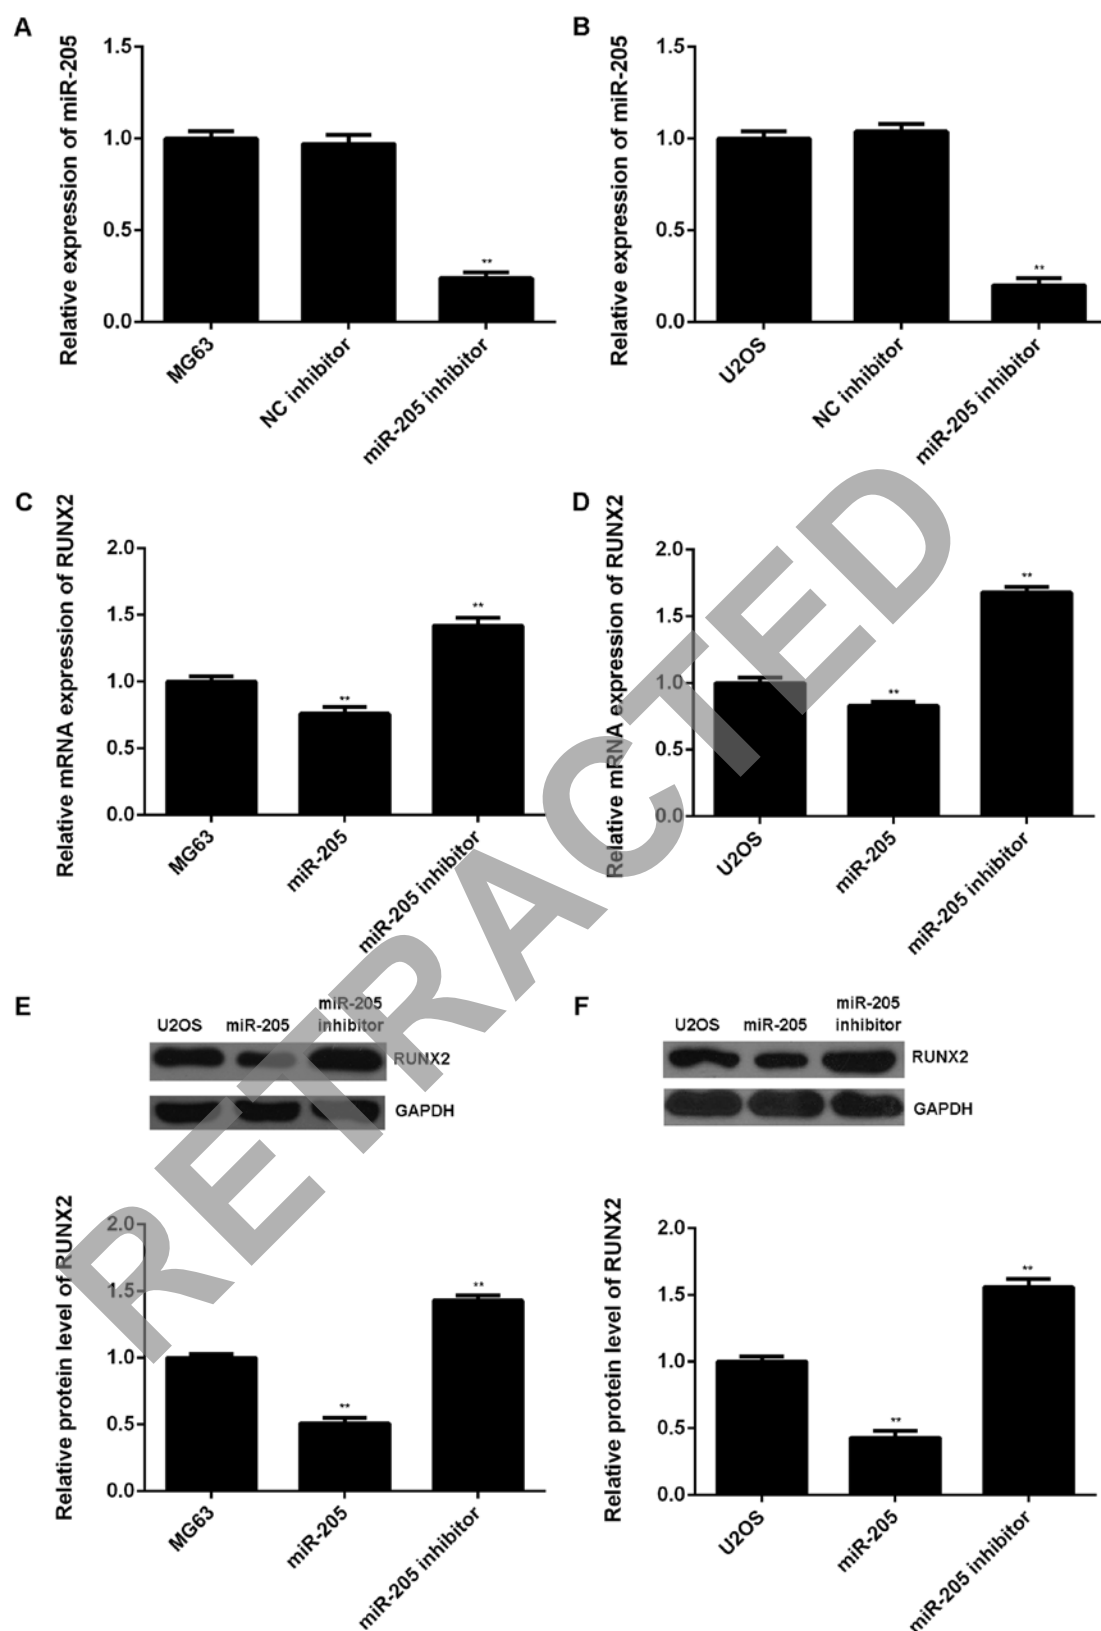 A
Relative expression of miR-205
1.5
1.0
0.5
0.0
**
MG63
NC inhibitor
miR-205 inhibitor
B
Relative expression of miR-205
1.5
1.0
0.5
0.0
**
U2OS
NC inhibitor
miR-205 inhibitor
C
Relative mRNA expression of RUNX2
2.0
1.5
1.0
0.5
0.0
**
**
MG63
miR-205
miR-205 inhibitor
D
Relative mRNA expression of RUNX2
2.0
1.5
1.0
0.5
0.0
**
**
U2OS
miR-205
miR-205 inhibitor
E
U2OS miR-205 miR-205
inhibitor
RUNX2
GAPDH
Relative protein level of RUNX2
2.0
1.5
1.0
0.5
0.0
**
**
MG63
miR-205
miR-205 inhibitor
F
U2OS miR-205 miR-205
inhibitor
RUNX2
GAPDH
Relative protein level of RUNX2
2.0
1.5
1.0
0.5
0.0
**
**
U2OS
miR-205
miR-205 inhibitor
RETRACTED